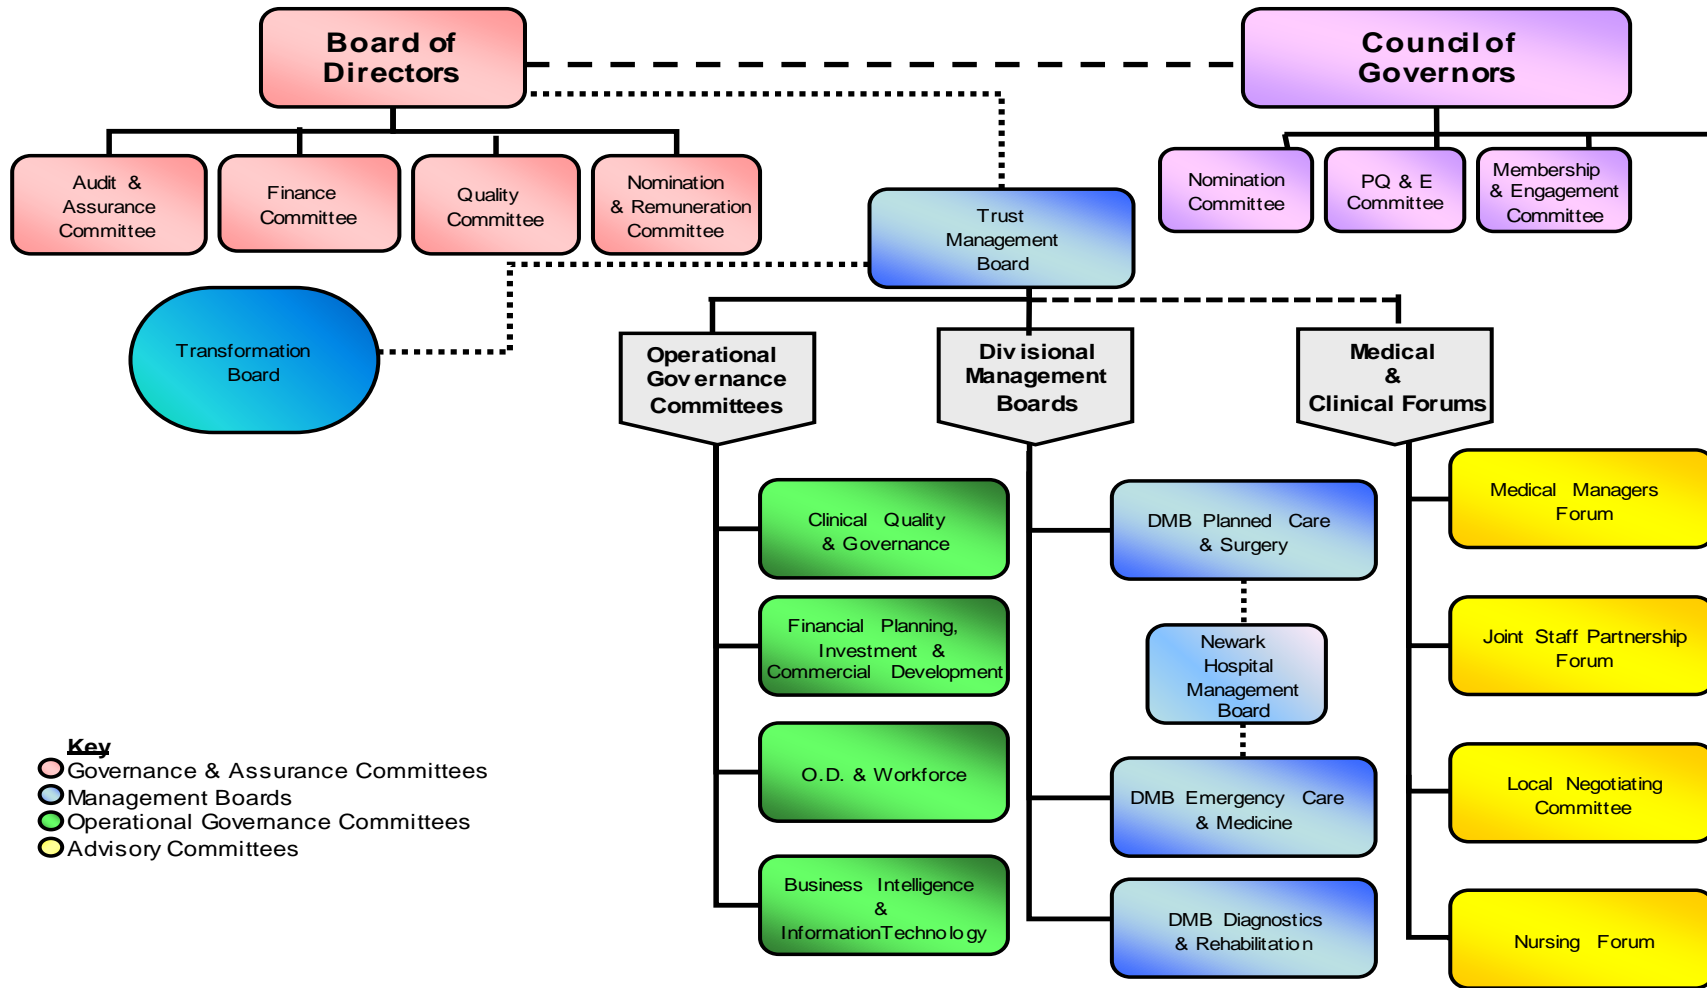 Board of
Directors
Council of
Governors
Audit &
Assurance
Committee
Finance
Committee
Quality
Committee
Nomination
& Remuneration
Committee
Nomination
Committee
PQ & E
Committee
Membership
& Engagement
Committee
Trust
Management
Board
Transformation
Board
Operational
Governance
Committees
Divisional
Management
Boards
Medical
&
Clinical Forums
Clinical Quality
& Governance
Financial Planning,
Investment &
Commercial Development
O.D. & Workforce
Business Intelligence
&
InformationTechnology
DMB Planned Care
& Surgery
Newark
Hospital
Management
Board
DMB Emergency Care
& Medicine
DMB Diagnostics
& Rehabilitation
Medical Managers
Forum
Joint Staff Partnership
Forum
Local Negotiating
Committee
Nursing Forum
Key
Governance & Assurance Committees
Management Boards
Operational Governance Committees
Advisory Committees